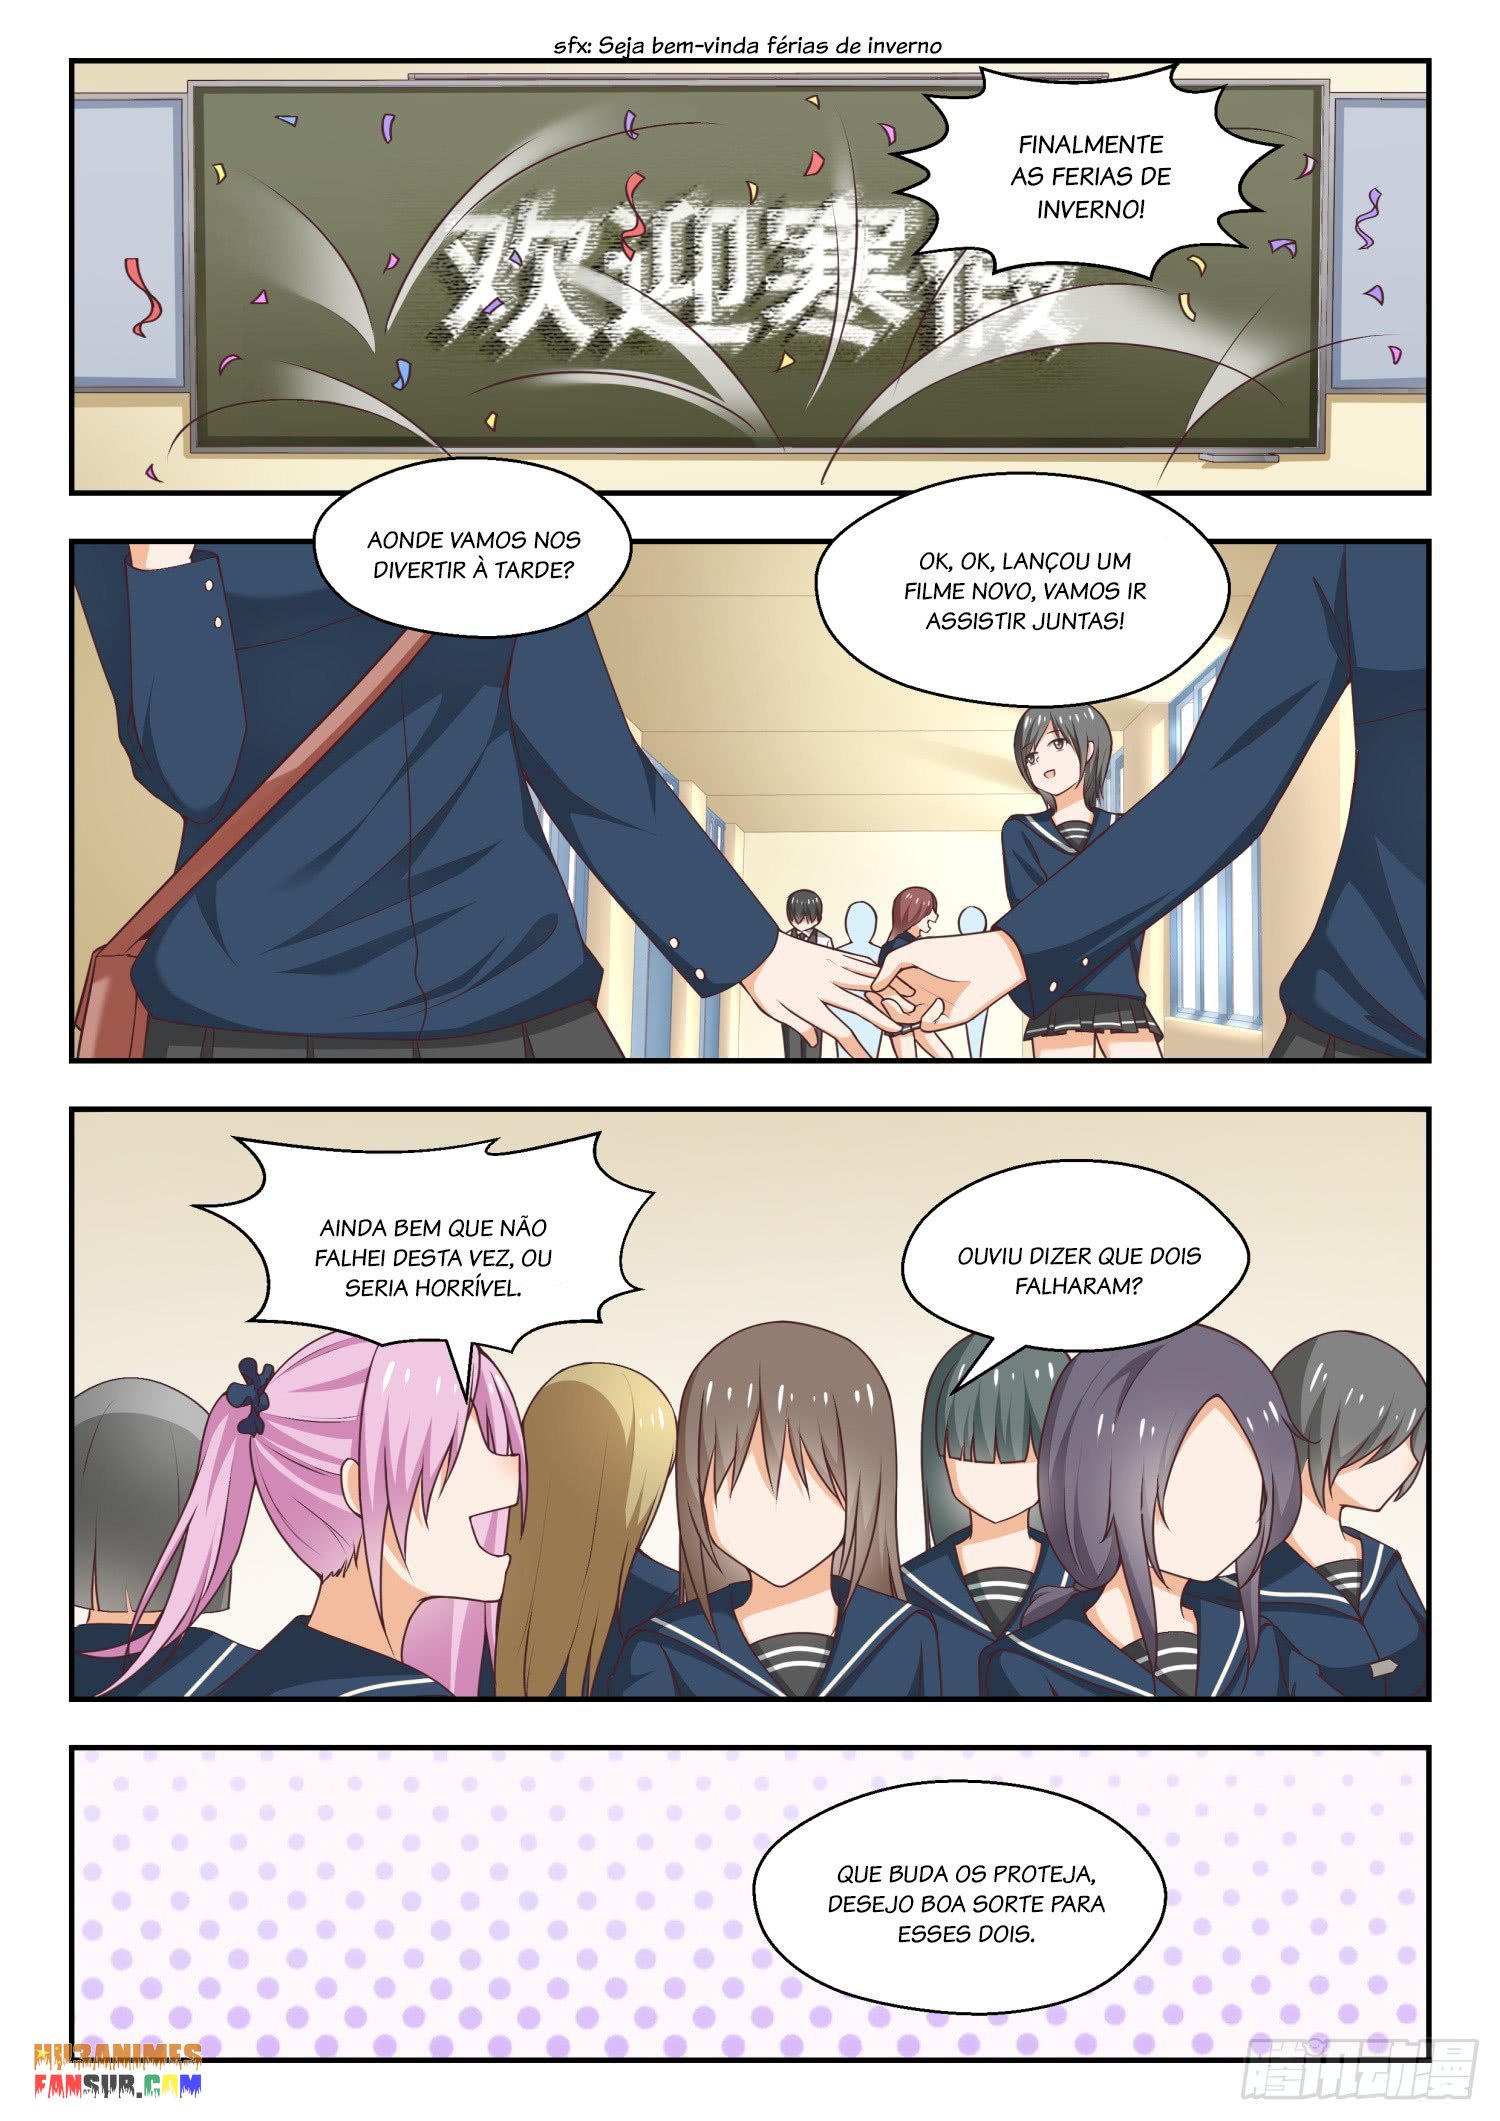 sfx: Seja bem-vinda férias de inverno
FINALMENTE
AS FERIAS DE
INVERNO!
欢迎寒假
AONDE VAMOS NOS
DIVERTIR À TARDE?
OK, OK, LANÇOU UM
FILME NOVO, VAMOS IR
ASSISTIR JUNTAS!
AINDA BEM QUE NÃO
FALHEI DESTA VEZ, OU
SERIA HORRÍVEL.
OUVIU DIZER QUE DOIS
FALHARAM?
QUE BUDA OS PROTEJA,
DESEJO BOA SORTE PARA
ESSES DOIS.
HU3ANIMES
FANSUB.COM
腾讯动漫